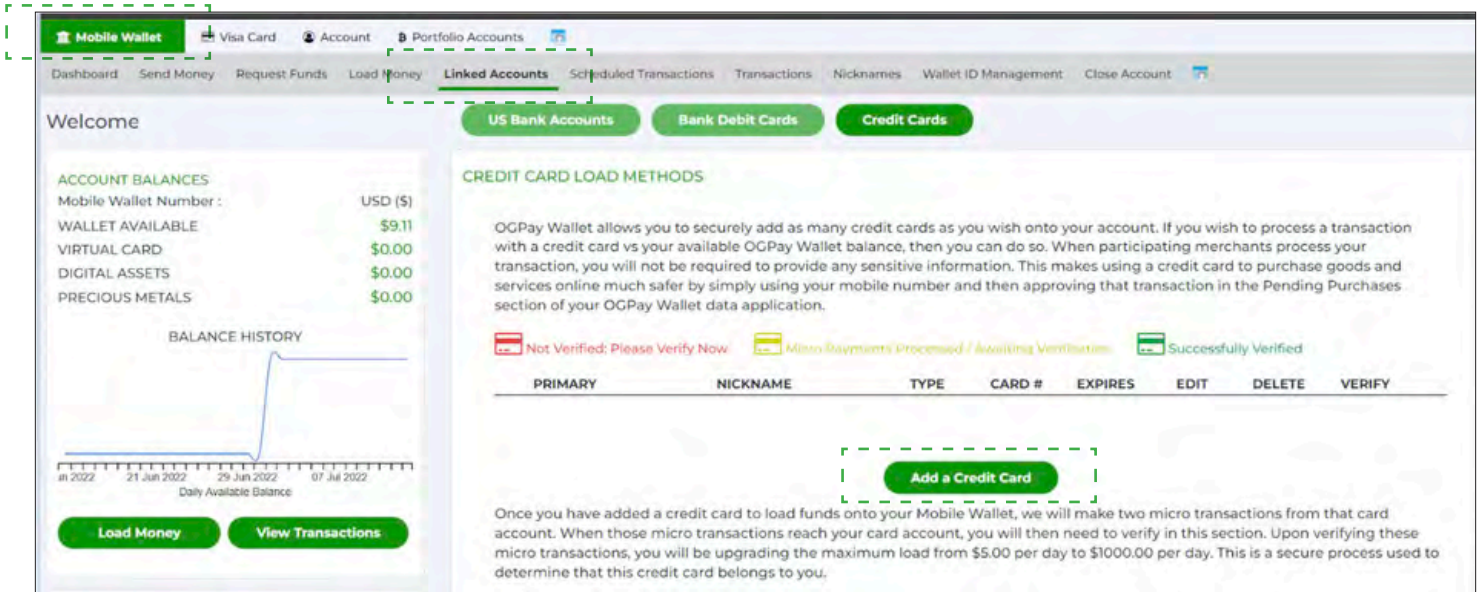 Mobile Wallet Visa Card Account Portfolio Accounts
Dashboard Send Money Request Funds Load Money Linked Accounts Scheduled Transactions Transactions Nicknames Wallet ID Management Close Account
Welcome
US Bank Accounts Bank Debit Cards Credit Cards
ACCOUNT BALANCES
Mobile Wallet Number : USD ($)
WALLET AVAILABLE $9.11
VIRTUAL CARD $0.00
DIGITAL ASSETS $0.00
PRECIOUS METALS $0.00
BALANCE HISTORY
n 2022 21 Jun 2022 29 Jun 2022 07 Jul 2022
Daily Available Balance
Load Money View Transactions
CREDIT CARD LOAD METHODS
OGPay Wallet allows you to securely add as many credit cards as you wish onto your account. If you wish to process a transaction
with a credit card vs your available OGPay Wallet balance, then you can do so. When participating merchants process your
transaction, you will not be required to provide any sensitive information. This makes using a credit card to purchase goods and
services online much safer by simply using your mobile number and then approving that transaction in the Pending Purchases
section of your OGPay Wallet data application.
Not Verified: Please Verify Now Micro Payments Processed / Awaiting Verification Successfully Verified
PRIMARY NICKNAME TYPE CARD # EXPIRES EDIT DELETE VERIFY
Add a Credit Card
Once you have added a credit card to load funds onto your Mobile Wallet, we will make two micro transactions from that card
account. When those micro transactions reach your card account, you will then need to verify in this section. Upon verifying these
micro transactions, you will be upgrading the maximum load from $5.00 per day to $1000.00 per day. This is a secure process used to
determine that this credit card belongs to you.